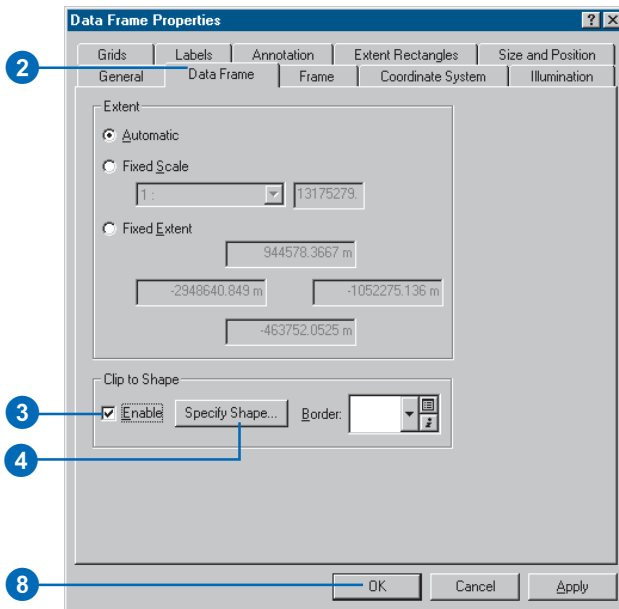 Data Frame Properties
Grids Labels Annotation Extent Rectangles Size and Position
2
General Data Frame Frame Coordinate System Illumination
Extent
Automatic
Fixed Scale
1 : 13175279.
Fixed Extent
944578.3667 m
-2948640.849 m -1052275.136 m
-463752.0525 m
Clip to Shape
3 Enable Specify Shape... Border:
4
8 OK Cancel Apply